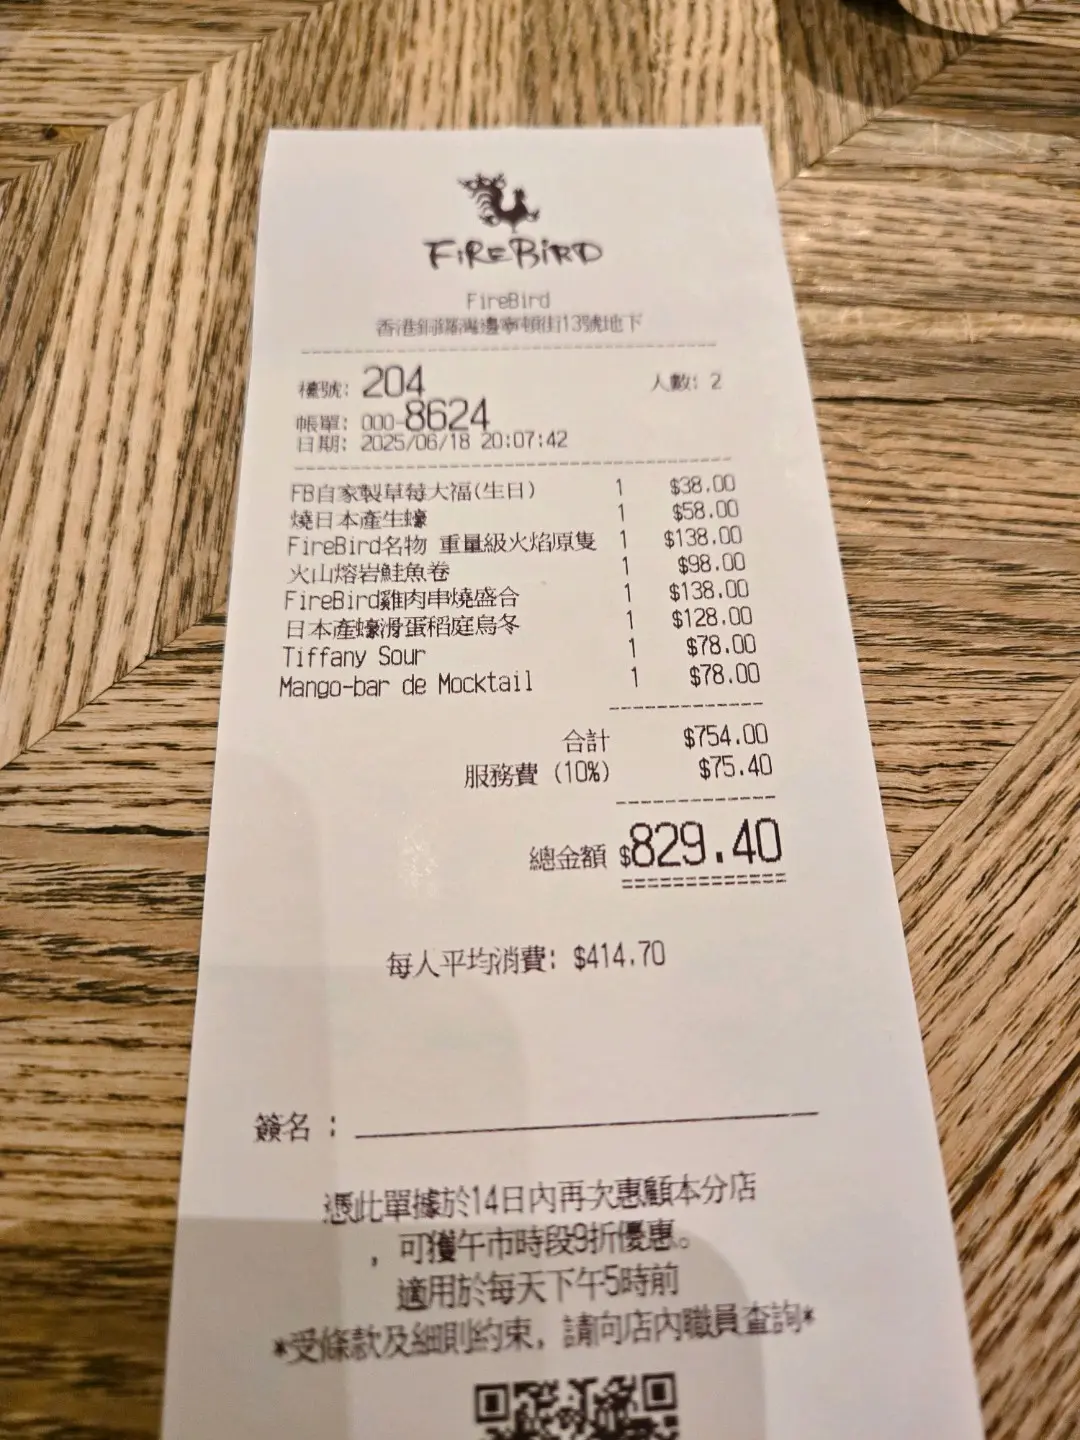 FIREBIRD
FireBird
香港銅鑼灣邊寧頓街13號地下
檯號: 204 人數: 2
帳單: 000-8624
日期: 2025/06/18 20:07:42
FB自家製草莓大福(生日) 1 $38.00
燒日本產生蠔 1 $58.00
FireBird名物 重量級火焰原隻 1 $138.00
火山熔岩鮭魚卷 1 $98.00
FireBird雞肉串燒盛合 1 $138.00
日本產蠔滑蛋稻庭烏冬 1 $128.00
Tiffany Sour 1 $78.00
Mango-bar de Mocktail 1 $78.00
合計 $754.00
服務費 (10%) $75.40
總金額 $829.40
每人平均消費: $414.70
簽名 :
憑此單據於14日內再次惠顧本分店
, 可獲午市時段9折優惠。
適用於每天下午5時前
*受條款及細則約束, 請向店內職員查詢*